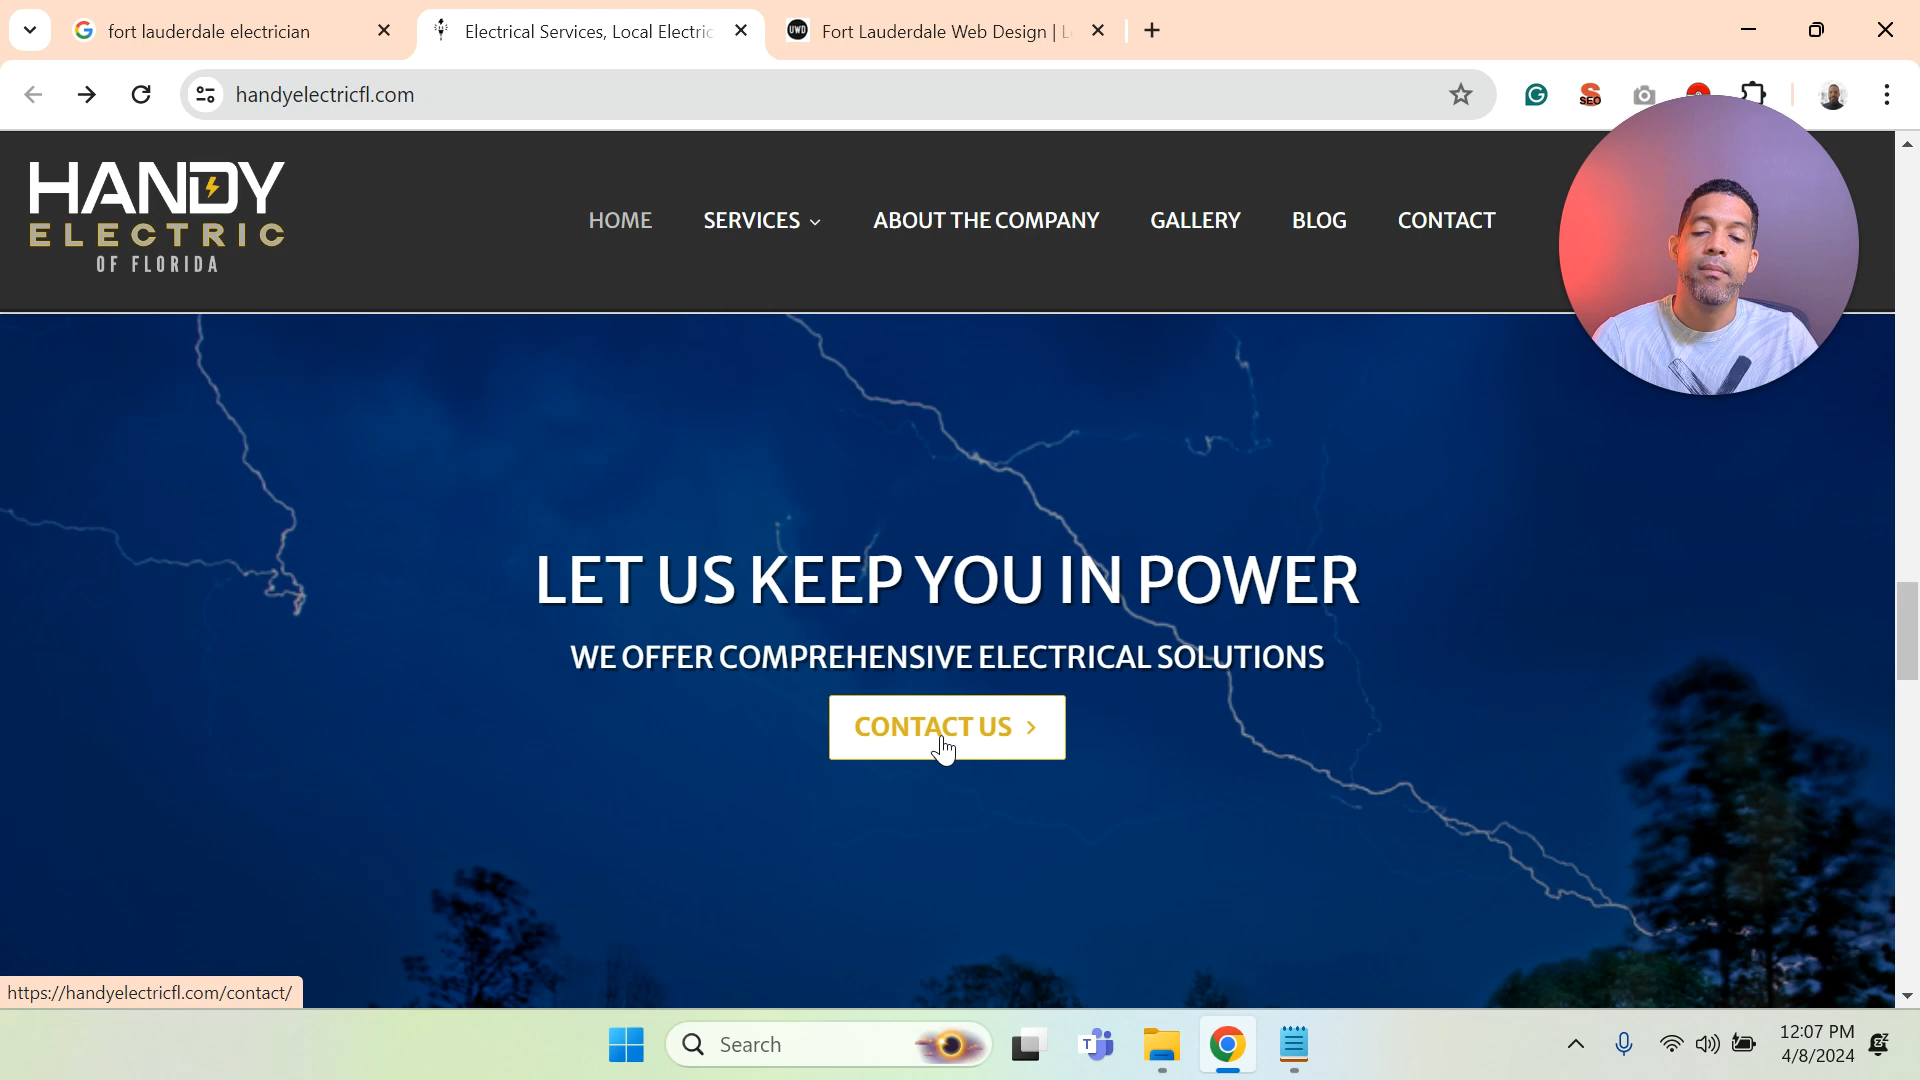 fort lauderdale electrician
Electrical Services, Local Electric
UWD
Fort Lauderdale Web Design | L
handyelectricfl.com
SEO
HANDY
ELECTRIC
OF FLORIDA
HOME
SERVICES
ABOUT THE COMPANY
GALLERY
BLOG
CONTACT
LET US KEEP YOU IN POWER
WE OFFER COMPREHENSIVE ELECTRICAL SOLUTIONS
CONTACT US
https://handyelectricfl.com/contact/
Search
12:07 PM
4/8/2024